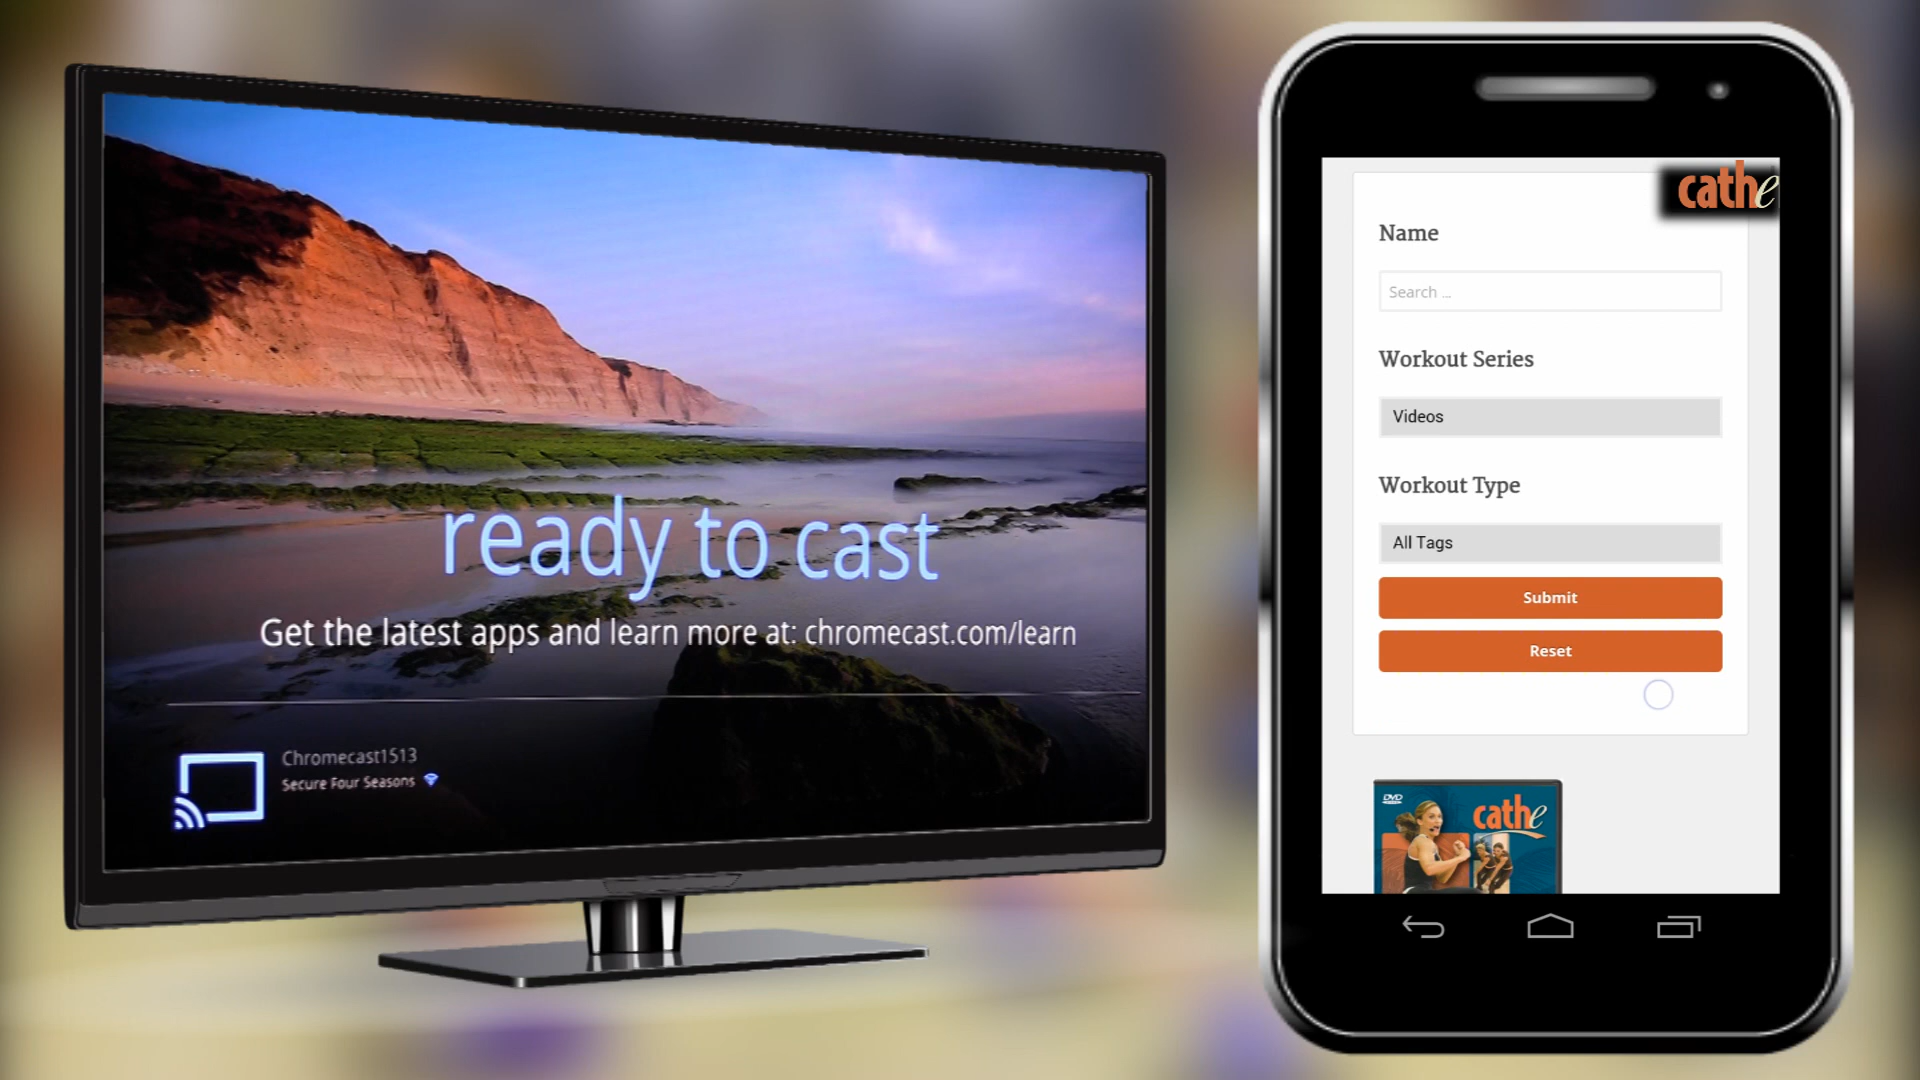 ready to cast
Get the latest apps and learn more at: chromecast.com/learn
Chromecast1513
Secure Four Seasons
cathe
Name
Search ...
Workout Series
Videos
Workout Type
All Tags
Submit
Reset
DVD
cathe